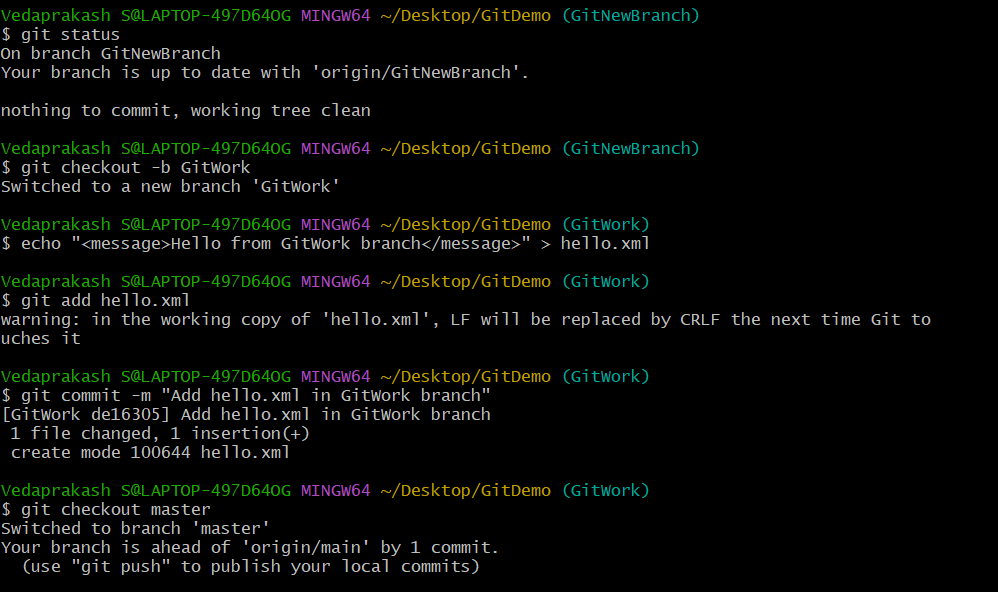 Vedaprakash S@LAPTOP-497D64OG MINGW64 ~/Desktop/GitDemo (GitNewBranch)
$ git status
On branch GitNewBranch
Your branch is up to date with 'origin/GitNewBranch'.
nothing to commit, working tree clean
Vedaprakash S@LAPTOP-497D64OG MINGW64 ~/Desktop/GitDemo (GitNewBranch)
$ git checkout -b GitWork
Switched to a new branch 'GitWork'
Vedaprakash S@LAPTOP-497D64OG MINGW64 ~/Desktop/GitDemo (GitWork)
$ echo "<message>Hello from GitWork branch</message>" > hello.xml
Vedaprakash S@LAPTOP-497D64OG MINGW64 ~/Desktop/GitDemo (GitWork)
$ git add hello.xml
warning: in the working copy of 'hello.xml', LF will be replaced by CRLF the next time Git to
uches it
Vedaprakash S@LAPTOP-497D64OG MINGW64 ~/Desktop/GitDemo (GitWork)
$ git commit -m "Add hello.xml in GitWork branch"
[GitWork de16305] Add hello.xml in GitWork branch
 1 file changed, 1 insertion(+)
 create mode 100644 hello.xml
Vedaprakash S@LAPTOP-497D64OG MINGW64 ~/Desktop/GitDemo (GitWork)
$ git checkout master
Switched to branch 'master'
Your branch is ahead of 'origin/main' by 1 commit.
  (use "git push" to publish your local commits)